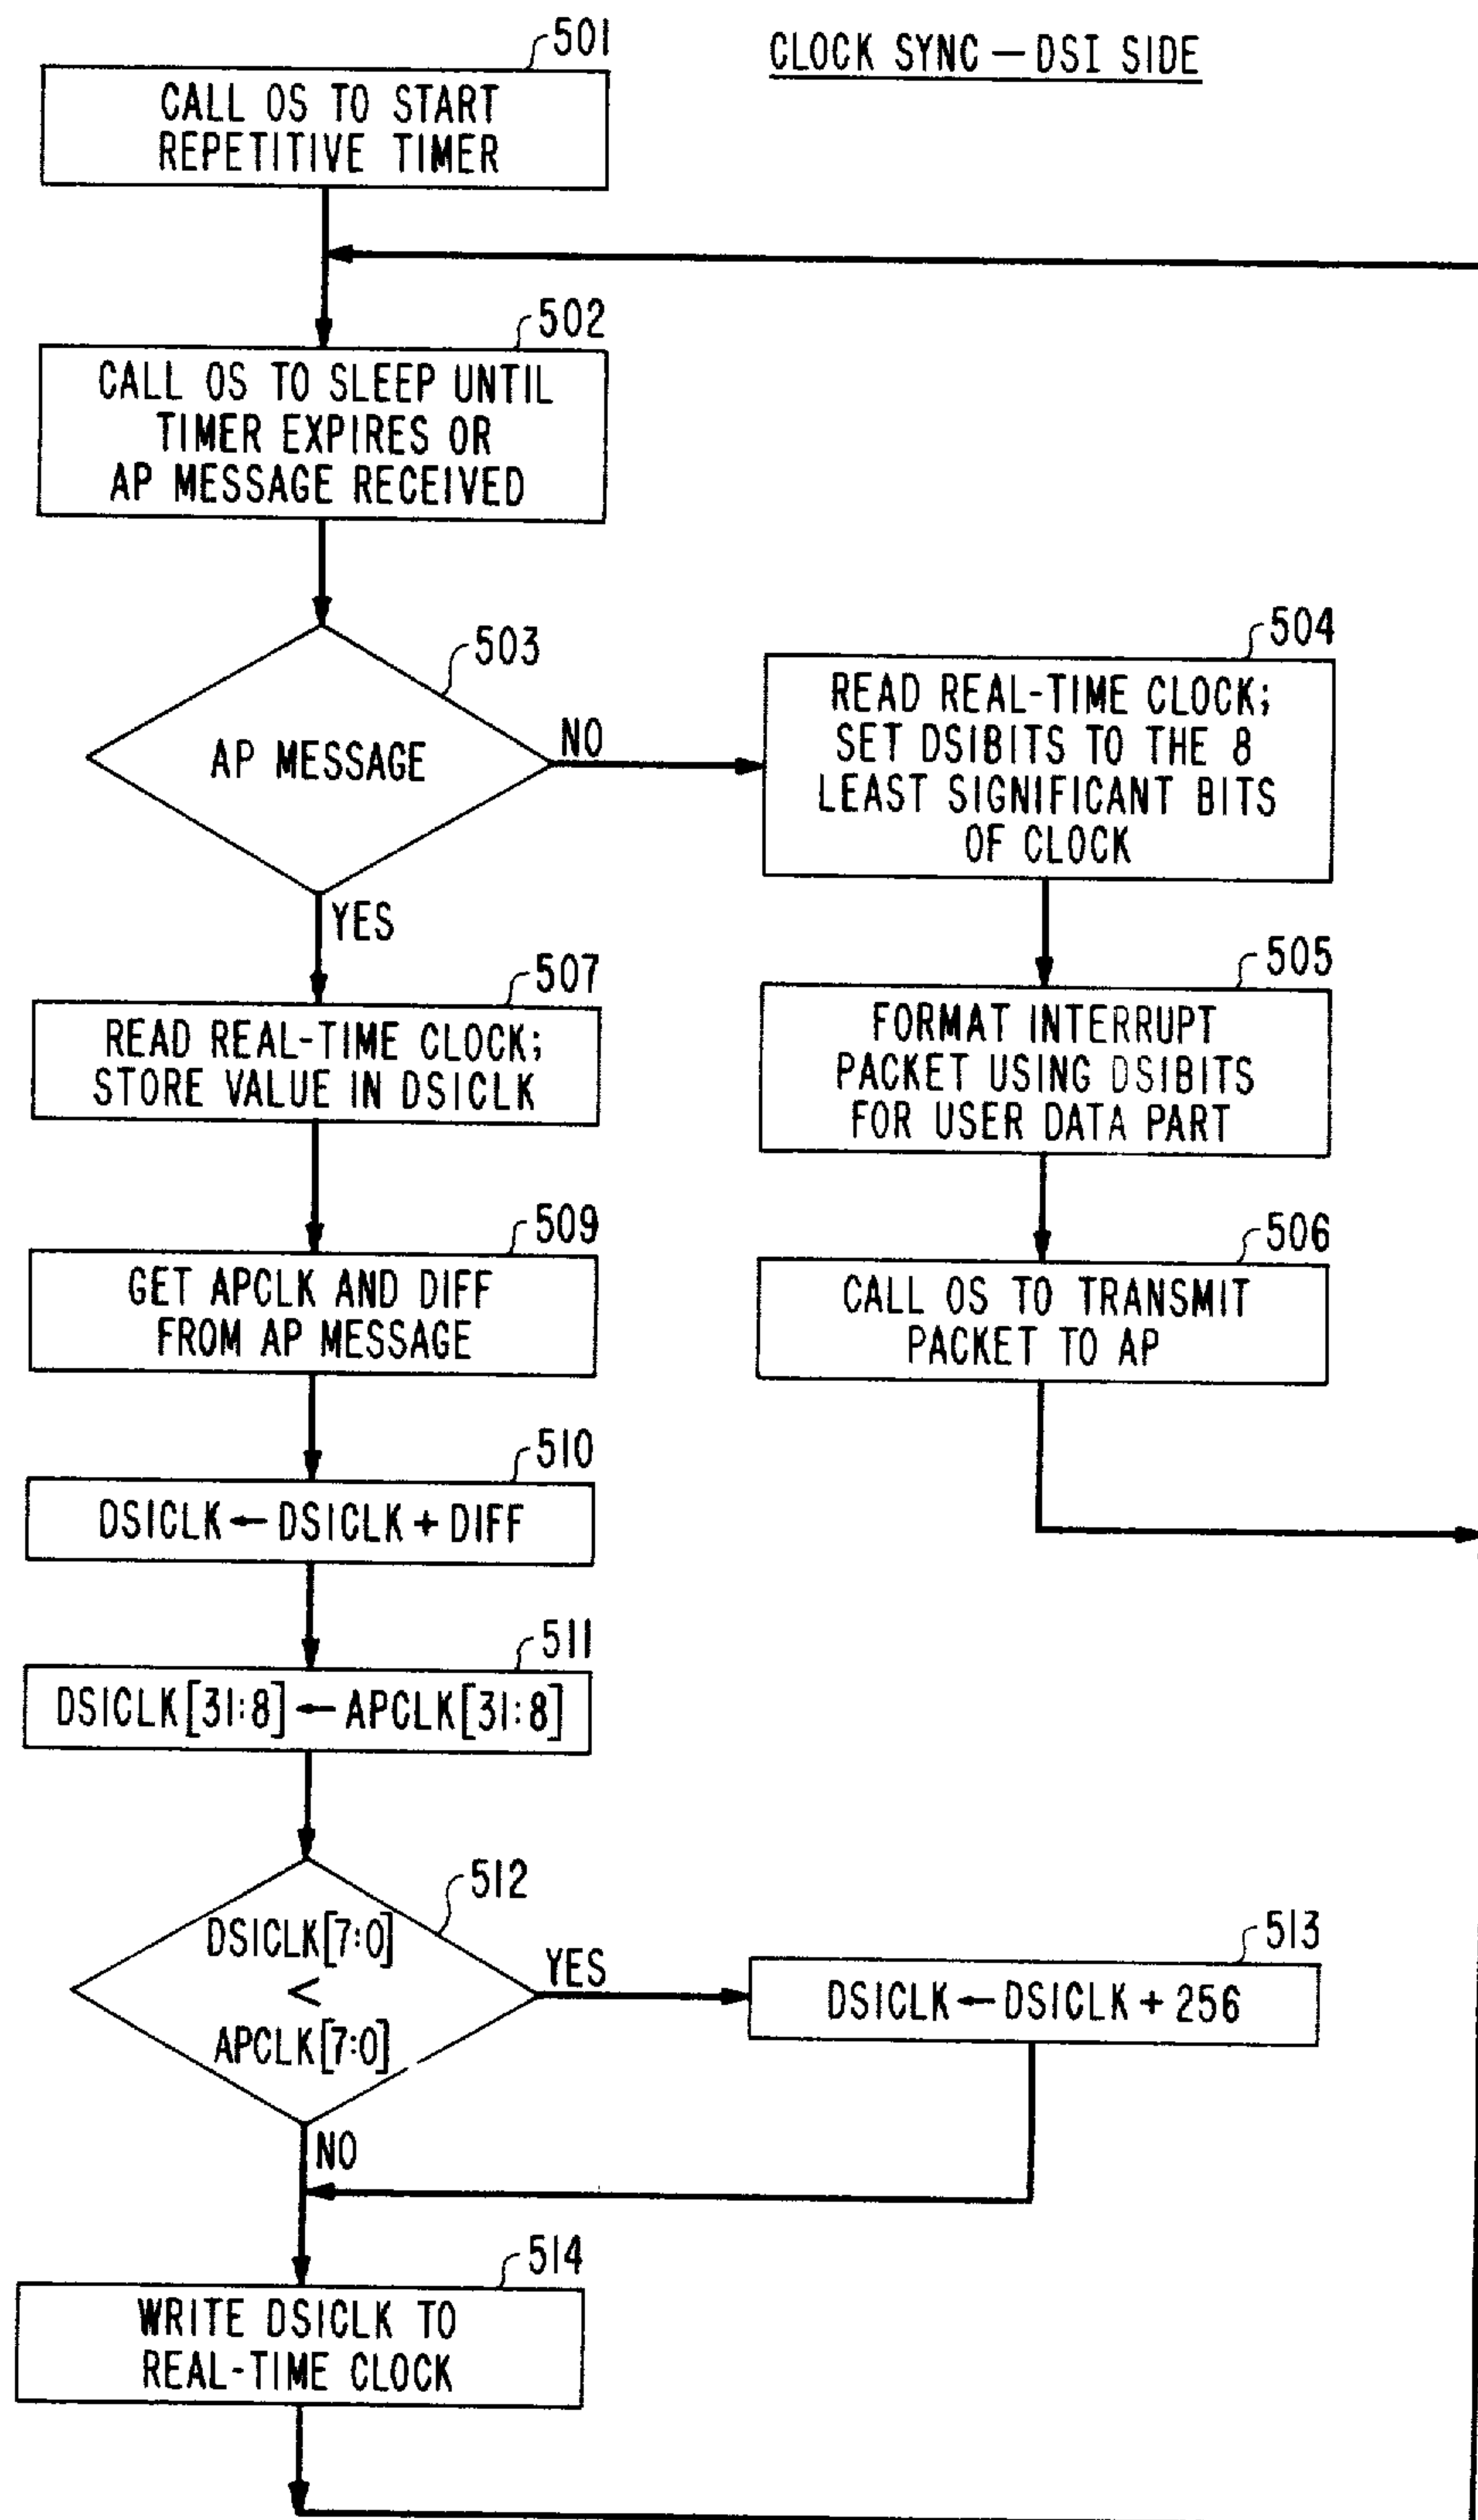 CLOCK SYNC — DSI SIDE
501
CALL OS TO START
REPETITIVE TIMER
502
CALL OS TO SLEEP UNTIL
TIMER EXPIRES OR
AP MESSAGE RECEIVED
503
AP MESSAGE
NO
YES
504
READ REAL-TIME CLOCK;
SET DSIBITS TO THE 8
LEAST SIGNIFICANT BITS
OF CLOCK
505
FORMAT INTERRUPT
PACKET USING DSIBITS
FOR USER DATA PART
506
CALL OS TO TRANSMIT
PACKET TO AP
507
READ REAL-TIME CLOCK;
STORE VALUE IN DSICLK
509
GET APCLK AND DIFF
FROM AP MESSAGE
510
DSICLK ← DSICLK + DIFF
511
DSICLK[31:8] ← APCLK[31:8]
512
DSICLK[7:0]
<
APCLK[7:0]
YES
NO
513
DSICLK ← DSICLK + 256
514
WRITE DSICLK TO
REAL-TIME CLOCK